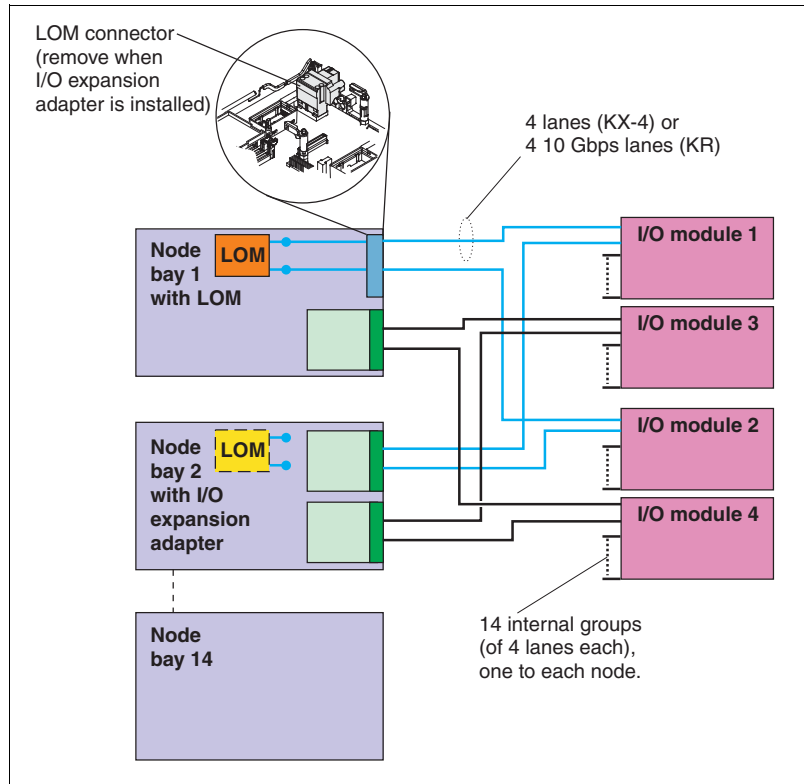 LOM connector
(remove when
I/O expansion
adapter is installed)
4 lanes (KX-4) or
4 10 Gbps lanes (KR)
Node
bay 1
with LOM
LOM
I/O module 1
I/O module 3
Node
bay 2
with I/O
expansion
adapter
LOM
I/O module 2
I/O module 4
14 internal groups
(of 4 lanes each),
one to each node.
Node
bay 14